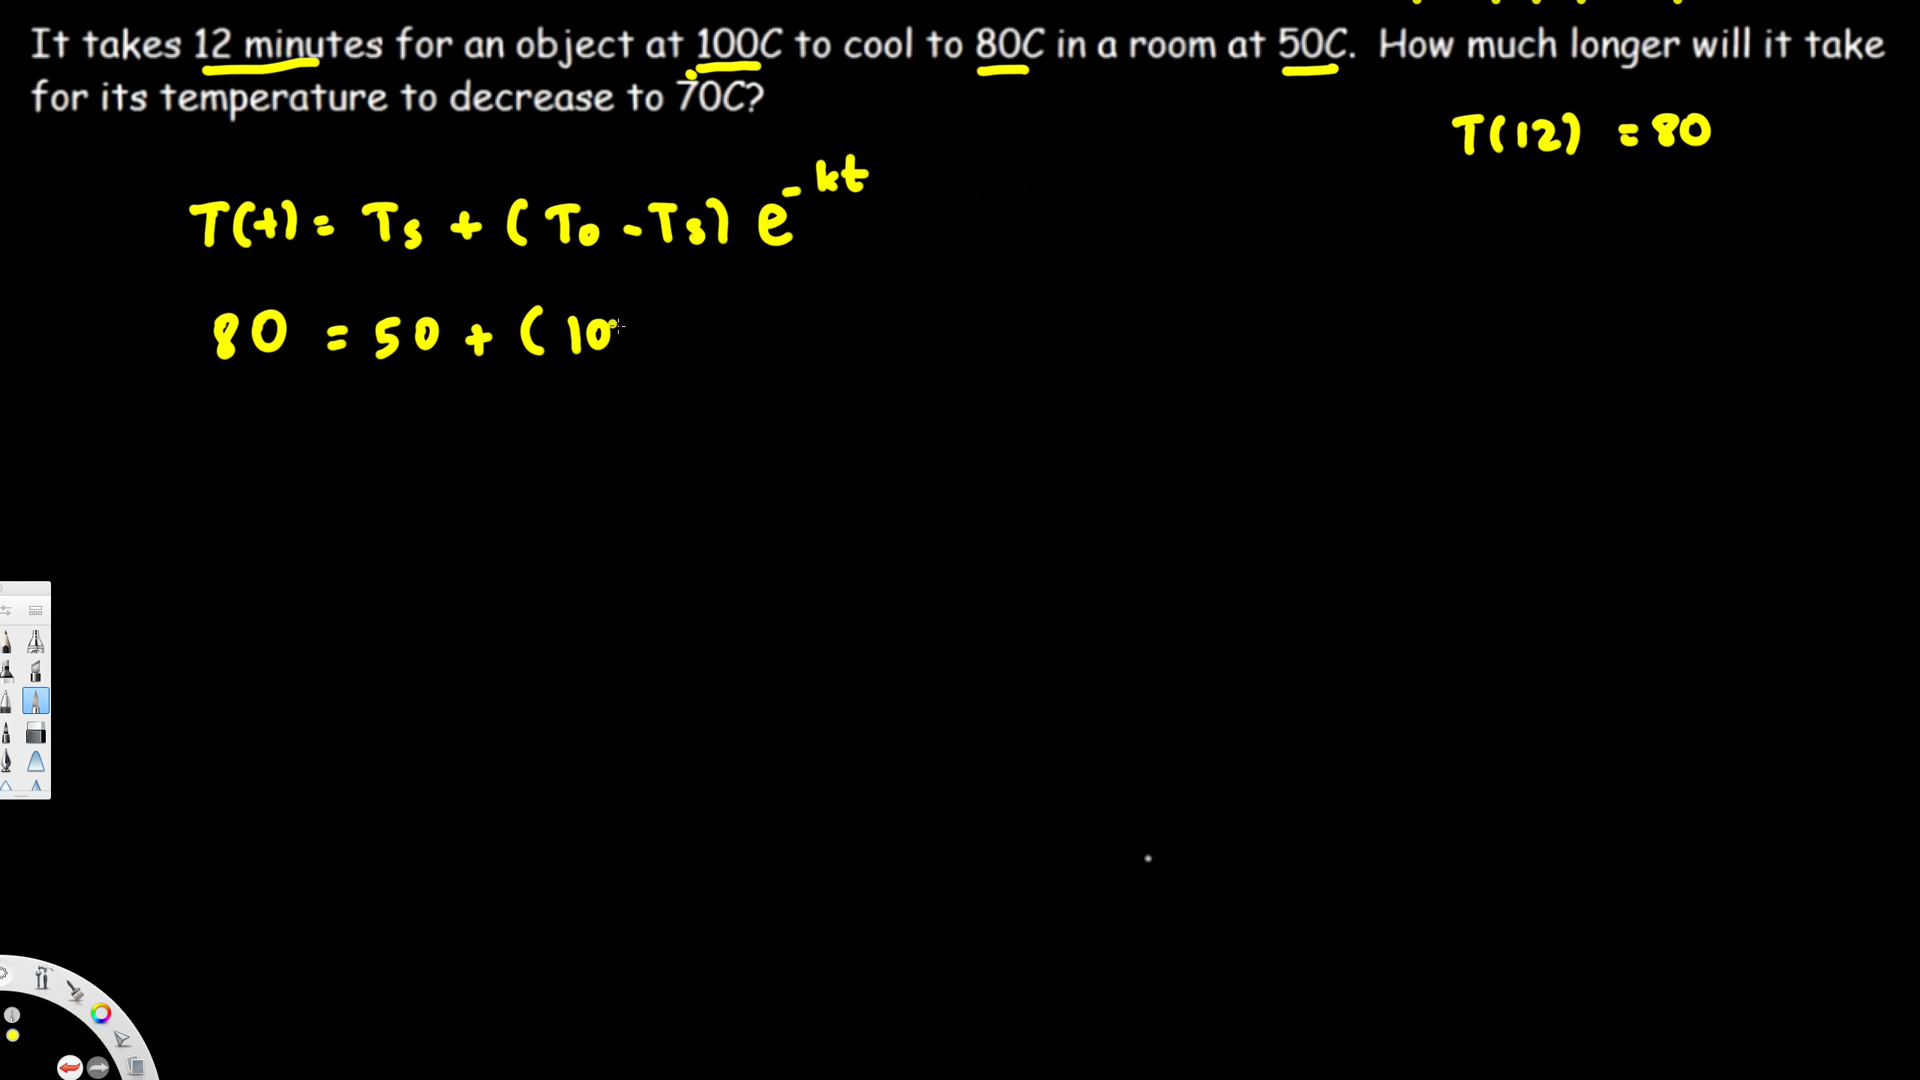 It takes 12 minutes for an object at 100C to cool to 80C in a room at 50C. How much longer will it take
for its temperature to decrease to 70C?
T(12) = 80
T(t) = Ts + (To - Ts) e^-kt
80 = 50 + (100